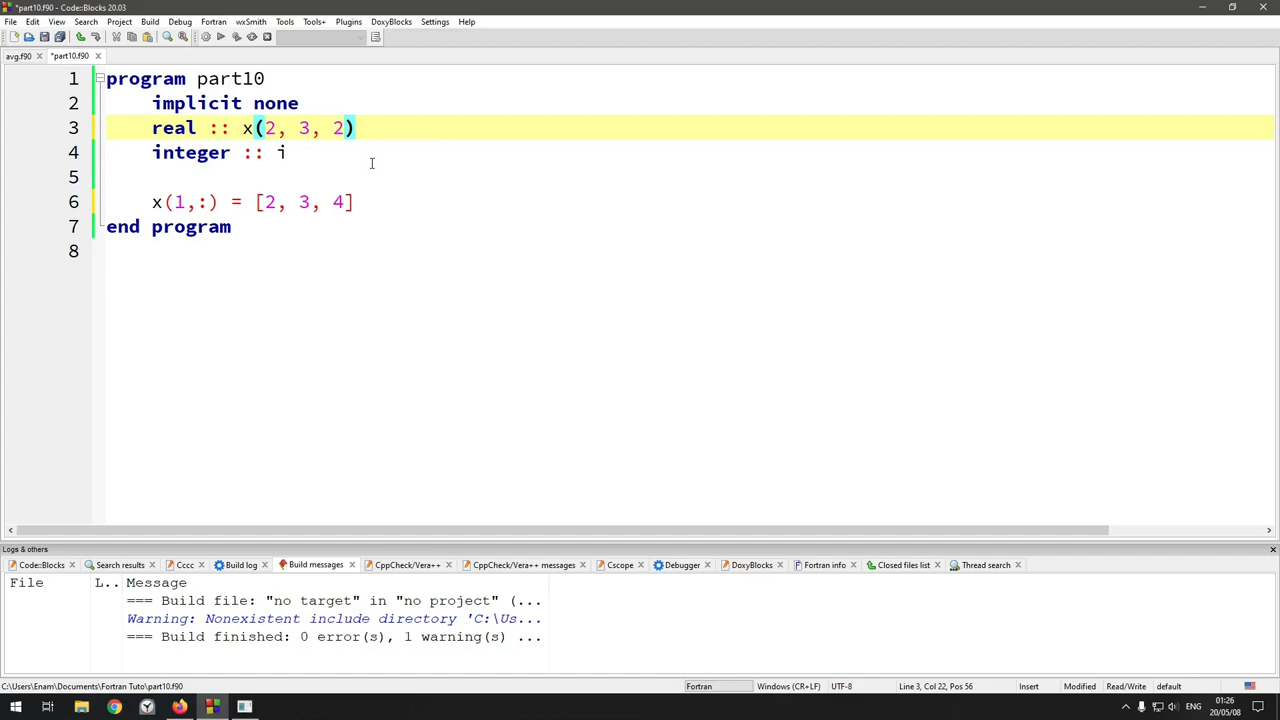 *part10.f90 - Code::Blocks 20.03
File Edit View Search Project Build Debug Fortran wxSmith Tools Tools+ Plugins DoxyBlocks Settings Help
avg.f90 *part10.f90
1 program part10
2 implicit none
3 real :: x(2, 3, 2)
4 integer :: i
5
6 x(1,:) = [2, 3, 4]
7 end program
8
Logs & others
Code::Blocks Search results Cccc Build log Build messages CppCheck/Vera++ CppCheck/Vera++ messages Cscope Debugger DoxyBlocks Fortran info Closed files list Thread search
File L.. Message
=== Build file: "no target" in "no project" (...
Warning: Nonexistent include directory 'C:\Us...
=== Build finished: 0 error(s), 1 warning(s) ...
C:\Users\Enam\Documents\Fortran Tuto\part10.f90 Fortran Windows (CR+LF) UTF-8 Line 3, Col 22, Pos 56 Insert Modified Read/Write default
ENG 01:26
20/05/08